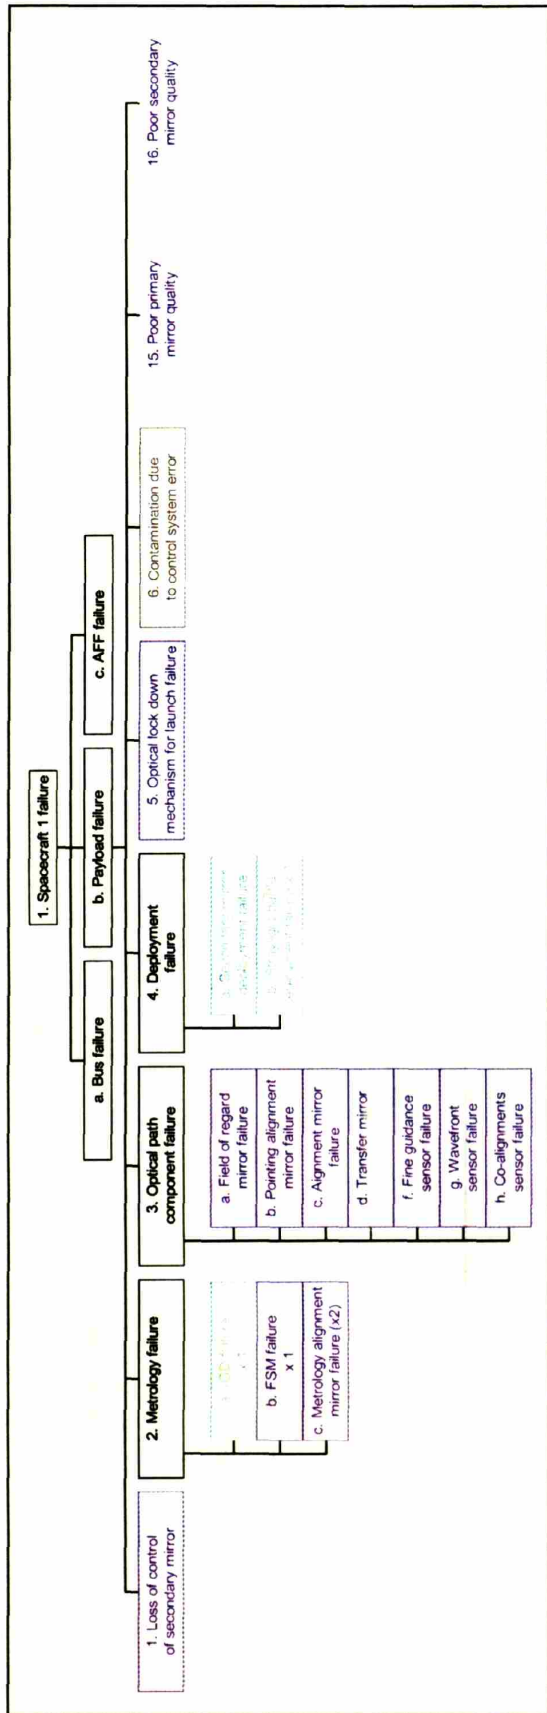 1. Spacecraft 1 failure
a. Bus failure
b. Payload failure
c. AFF failure
1. Loss of control
of secondary mirror
2. Metrology failure
b. FSM failure
x 1
c. Metrology alignment
mirror failure (x2)
3. Optical path
component failure
a. Field of regard
mirror failure
b. Pointing alignment
mirror failure
c. Aignment mirror
failure
d. Transfer mirror
f. Fine guidance
sensor failure
g. Wavefront
sensor failure
h. Co-alignments
sensor failure
4. Deployment
failure
deployment failure
5. Optical lock down
mechanism for launch failure
6. Contamination due
to control system error
15. Poor primary
mirror quality
16. Poor secondary
mirror quality